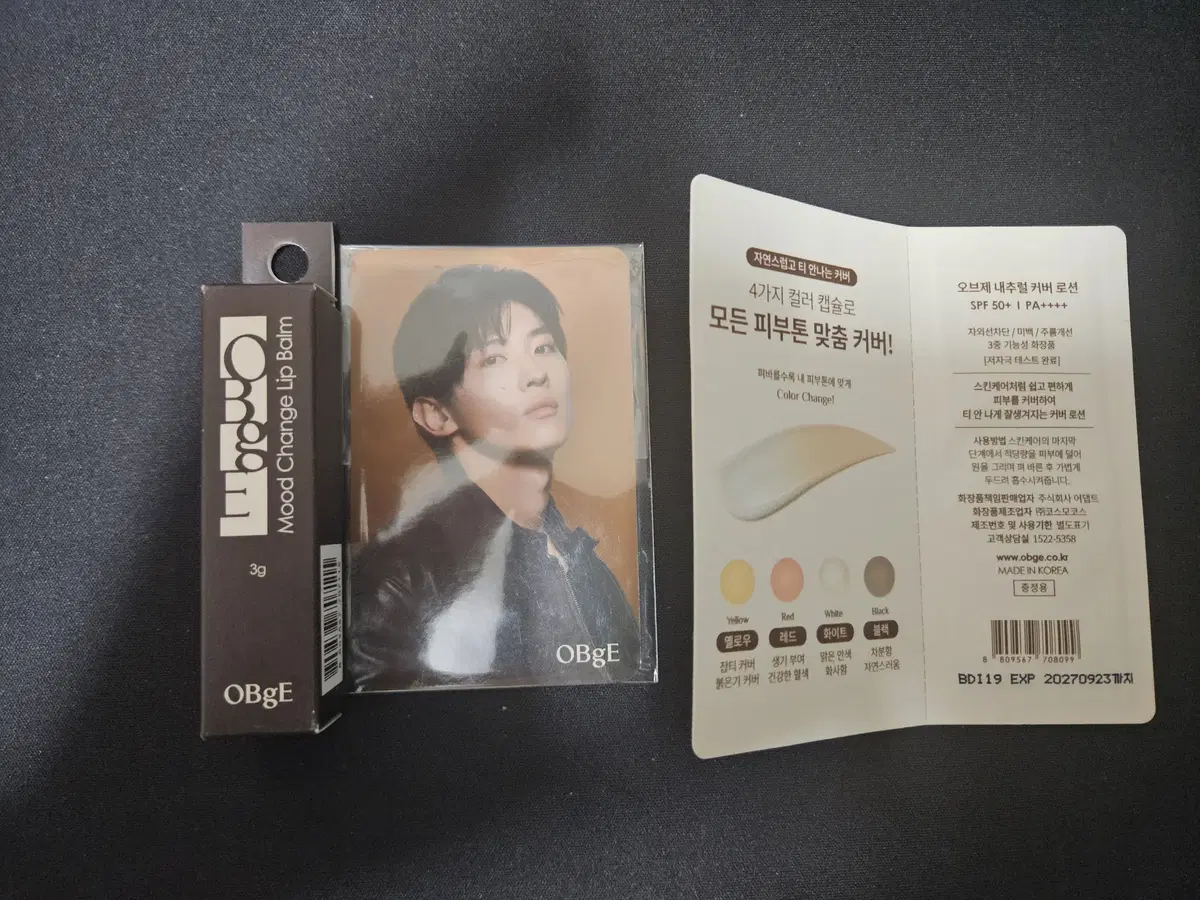 OBgE
Mood Change Lip Balm
3g
OBgE
OBgE
자연스럽고 티 안나는 커버
4가지 컬러 캡슐로
모든 피부톤 맞춤 커버!
펴바를수록 내 피부톤에 맞게
Color Change!
Yellow
Red
White
Black
옐로우
레드
화이트
블랙
잡티 커버
붉은기 커버
생기 부여
건강한 혈색
맑은 안색
화사함
차분함
자연스러움
오브제 내추럴 커버 로션
SPF 50+ I PA++++
자외선차단 / 미백 / 주름개선
3중 기능성 화장품
[저자극 테스트 완료]
스킨케어처럼 쉽고 편하게
피부를 커버하여
티 안 나게 잘생겨지는 커버 로션
사용방법 스킨케어의 마지막
단계에서 적당량을 피부에 덜어
원을 그리며 펴 바른 후 가볍게
두드려 흡수시켜줍니다.
화장품책임판매업자 주식회사 어댑트
화장품제조업자 ㈜코스모코스
제조번호 및 사용기한 별도표기
고객상담실 1522-5358
www.obge.co.kr
MADE IN KOREA
증정용
8 809567 708099
BDI19 EXP 20270923까지